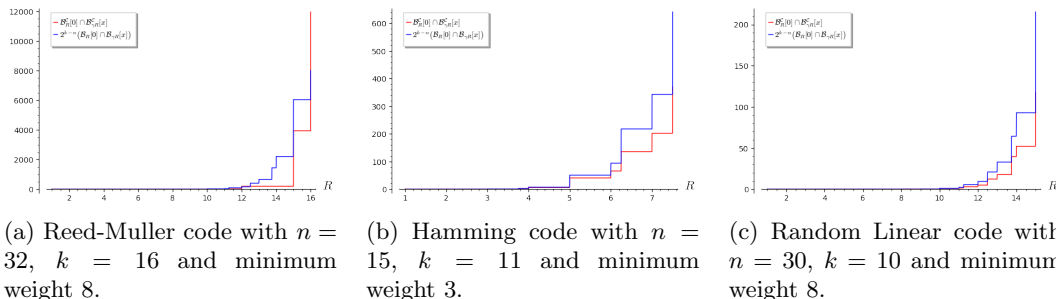 12000
10000
8000
6000
4000
2000
0
2 4 6 8 10 12 14 16
R
600
500
400
300
200
100
0
1 2 3 4 5 6 7
R
200
150
100
50
0
2 4 6 8 10 12 14
R
(a) Reed-Muller code with n =
32, k = 16 and minimum
weight 8.
(b) Hamming code with n =
15, k = 11 and minimum
weight 3.
(c) Random Linear code with
n = 30, k = 10 and minimum
weight 8.